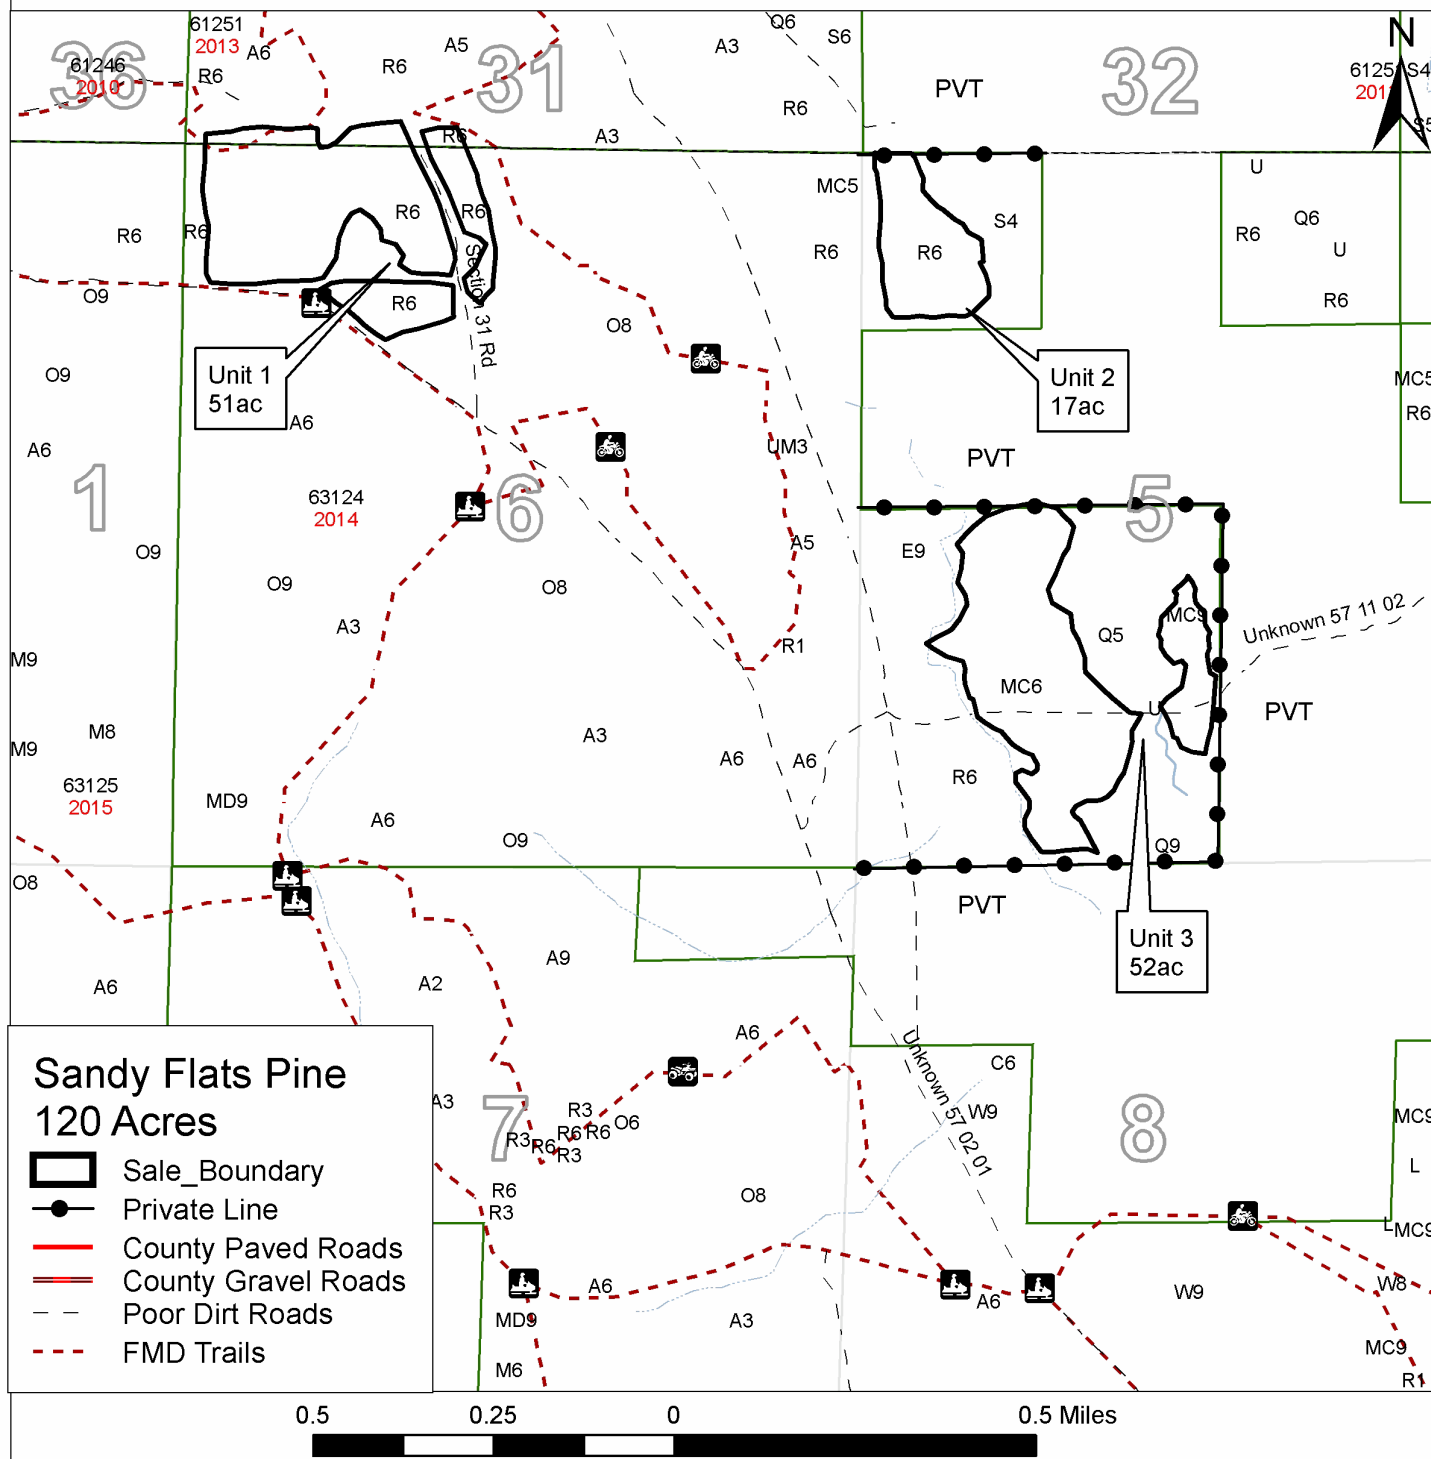 61251
2013
A6
A5
A3
Q6
S6
N
36
61246
2010
R6
R6
31
R6
PVT
32
S4
S5
R6
A3
MC5
U
R6
R6
R6
R6
R6
R6
S4
R6
Q6
U
O9
R6
O8
R6
Section 31 Rd
Unit 1
51ac
O9
Unit 2
17ac
MC5
R6
A6
A6
UM3
PVT
1
63124
2014
6
5
O9
O9
O8
A5
E9
A3
R1
MC9
Q5
Unknown 57 11 02
M9
MC6
U
PVT
M8
M9
A3
A6
A6
R6
63125
2015
MD9
A6
O9
Q9
O8
PVT
Unit 3
52ac
A9
A6
A2
A6
Unknown 57 02 01
C6
A3
R3
O6
W9
7
R3
R6
R6
R6
R3
8
MC9
L
R6
R3
O8
L
MC9
A6
A6
W9
W8
MD9
A3
MC9
M6
R1
Sandy Flats Pine
120 Acres
Sale_Boundary
Private Line
County Paved Roads
County Gravel Roads
Poor Dirt Roads
FMD Trails
0.5 0.25 0 0.5 Miles